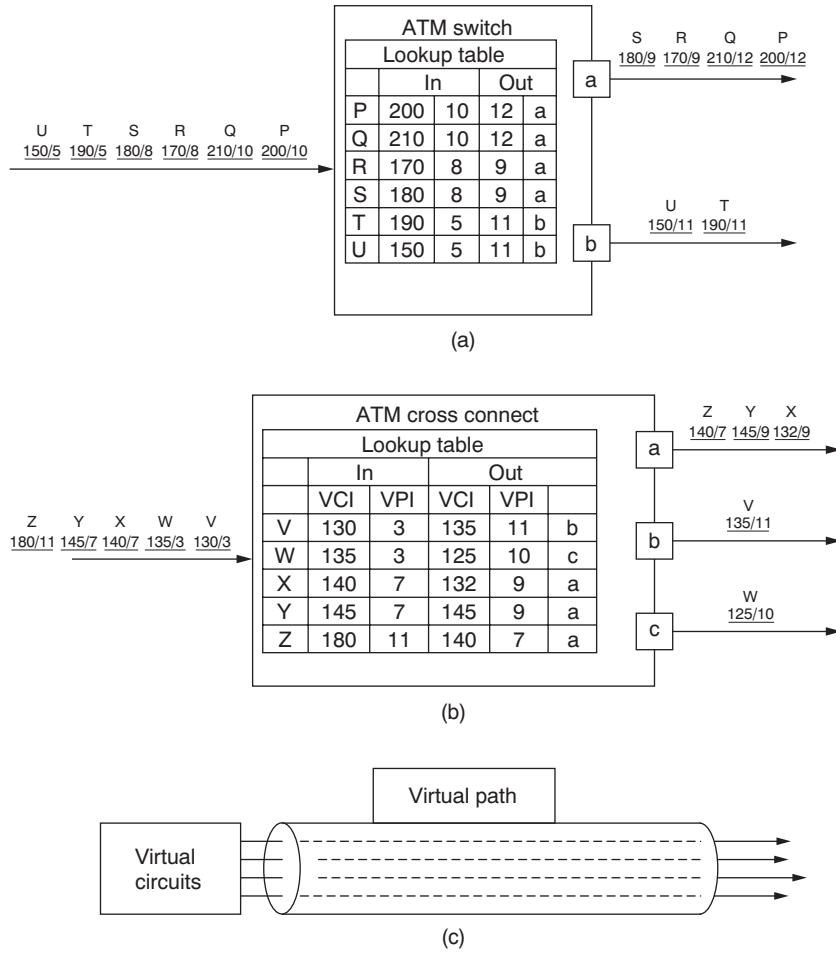 ATM switch
Lookup table
In Out
P 200 10 12 a
Q 210 10 12 a
R 170 8 9 a
S 180 8 9 a
T 190 5 11 b
U 150 5 11 b
U T S R Q P
150/5 190/5 180/8 170/8 210/10 200/10
a
S R Q P
180/9 170/9 210/12 200/12
b
U T
150/11 190/11
(a)
ATM cross connect
Lookup table
In Out
VCI VPI VCI VPI
V 130 3 135 11 b
W 135 3 125 10 c
X 140 7 132 9 a
Y 145 7 145 9 a
Z 180 11 140 7 a
Z Y X W V
180/11 145/7 140/7 135/3 130/3
a
Z Y X
140/7 145/9 132/9
b
V
135/11
c
W
125/10
(b)
Virtual path
Virtual
circuits
(c)